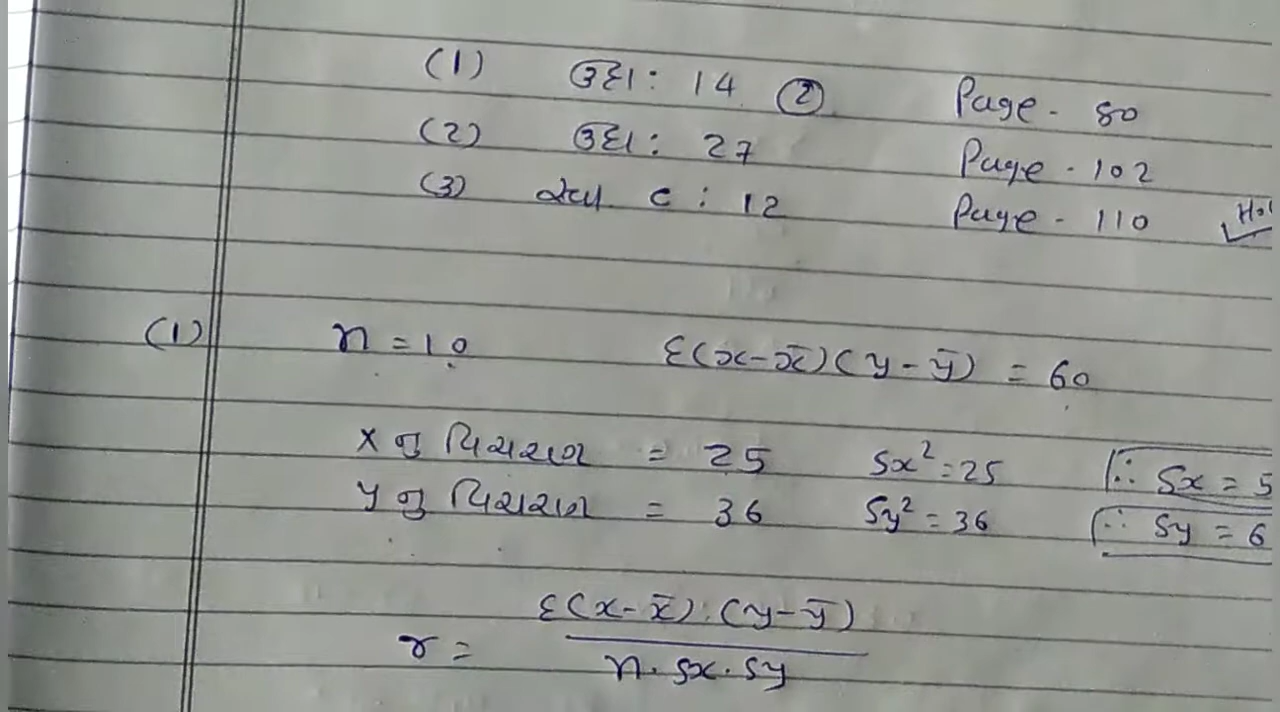 (1) ઉદા: 14 (2) Page - 80
(2) ઉદા: 27 Page - 102
(3) સ્વા C : 12 Page - 110
(1) n = 10 Σ(x-x̄)(y-ȳ) = 60
X નુ વિચરણ = 25 Sx² = 25 ∴ Sx = 5
y નુ વિચરણ = 36 Sy² = 36 ∴ Sy = 6
Σ(x-x̄).(y-ȳ)
r =
n. Sx. Sy